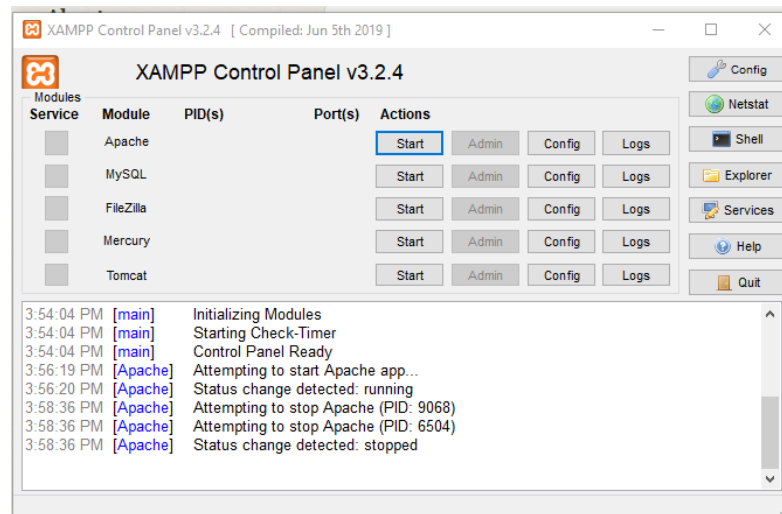 XAMPP Control Panel v3.2.4 [ Compiled: Jun 5th 2019 ]
XAMPP Control Panel v3.2.4
Config
Modules
Service Module PID(s) Port(s) Actions
Netstat
Apache Start Admin Config Logs
Shell
MySQL Start Admin Config Logs
Explorer
FileZilla Start Admin Config Logs
Services
Mercury Start Admin Config Logs
Help
Tomcat Start Admin Config Logs
Quit
3:54:04 PM [main] Initializing Modules
3:54:04 PM [main] Starting Check-Timer
3:54:04 PM [main] Control Panel Ready
3:56:19 PM [Apache] Attempting to start Apache app...
3:56:20 PM [Apache] Status change detected: running
3:58:36 PM [Apache] Attempting to stop Apache (PID: 9068)
3:58:36 PM [Apache] Attempting to stop Apache (PID: 6504)
3:58:36 PM [Apache] Status change detected: stopped